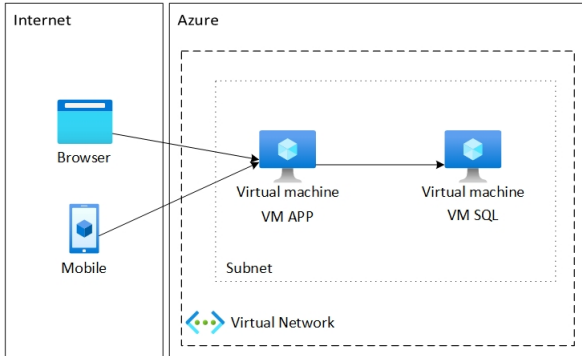 Internet
Azure
Browser
Mobile
Virtual machine
VM APP
Virtual machine
VM SQL
Subnet
Virtual Network